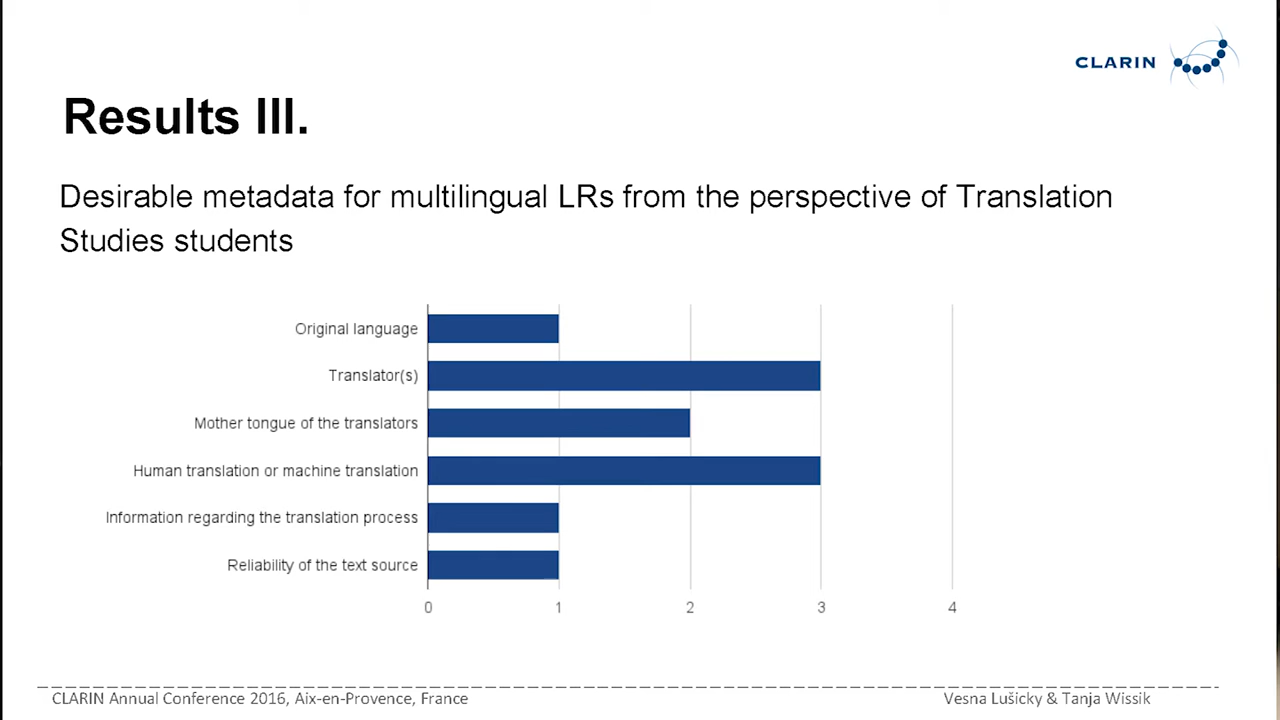 CLARIN
Results III.
Desirable metadata for multilingual LRs from the perspective of Translation
Studies students
Original language
Translator(s)
Mother tongue of the translators
Human translation or machine translation
Information regarding the translation process
Reliability of the text source
0 1 2 3 4
CLARIN Annual Conference 2016, Aix-en-Provence, France
Vesna Lušicky & Tanja Wissik